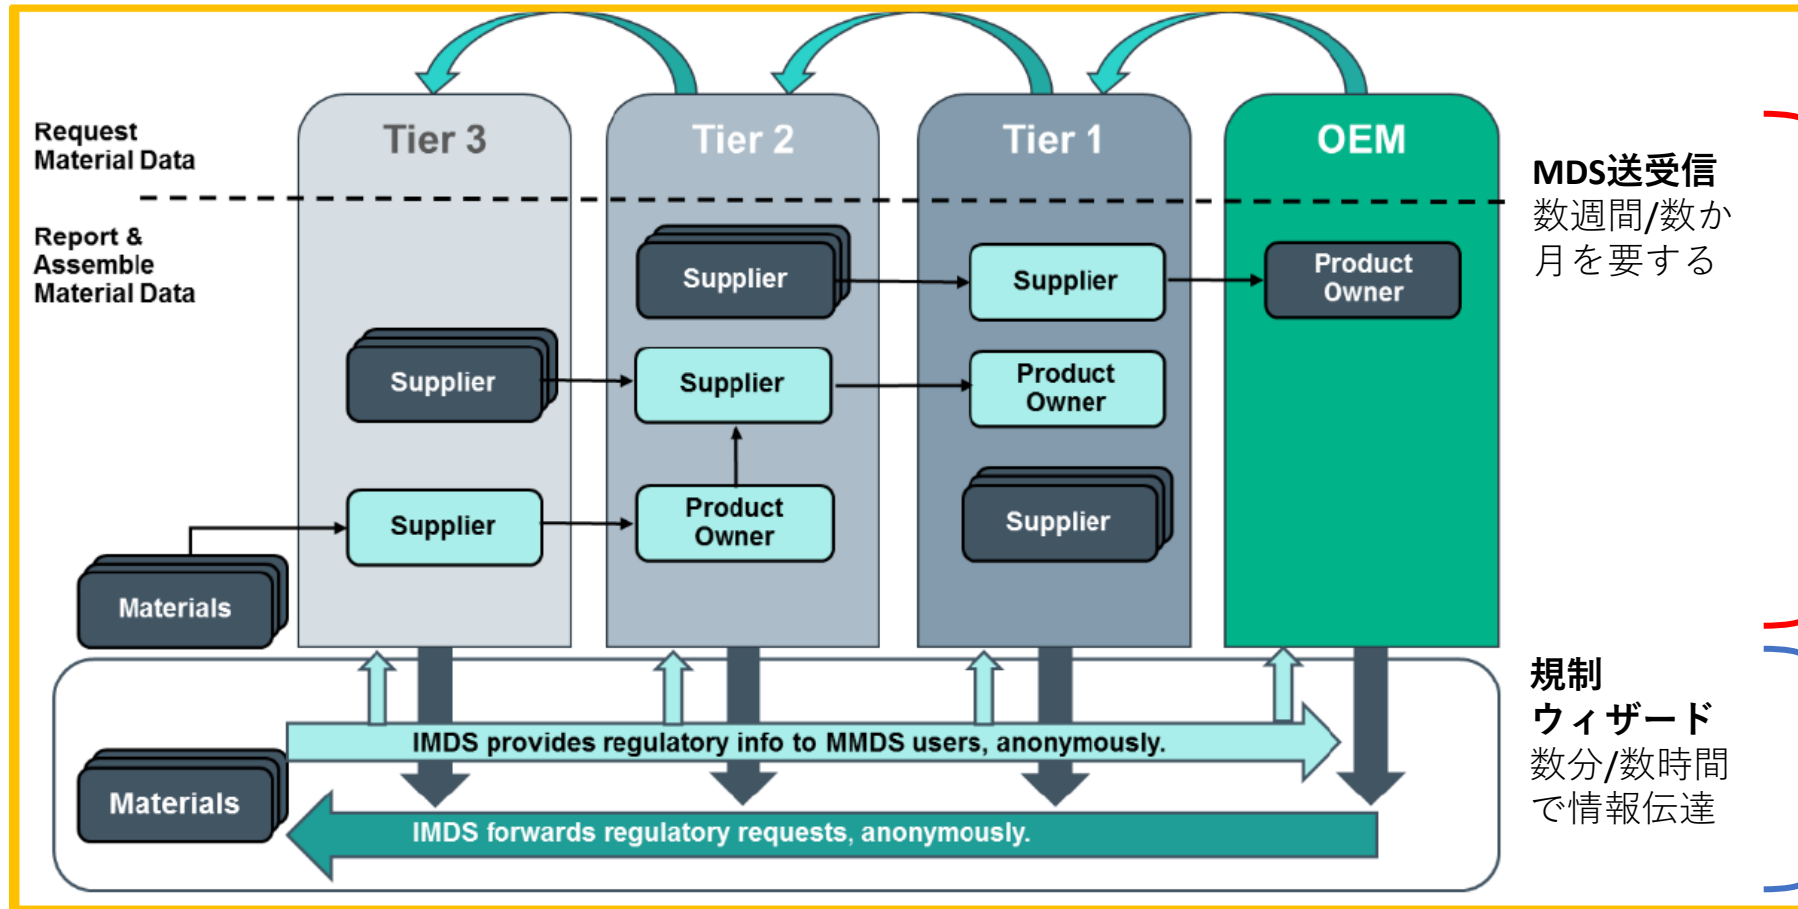 Request
Material Data
Tier 3
Tier 2
Tier 1
OEM
MDS送受信
数週間/数か
月を要する
Report &
Assemble
Material Data
Supplier
Supplier
Product
Owner
Supplier
Supplier
Product
Owner
Supplier
Product
Owner
Supplier
Materials
規制
ウィザード
数分/数時間
で情報伝達
IMDS provides regulatory info to MMDS users, anonymously.
Materials
IMDS forwards regulatory requests, anonymously.